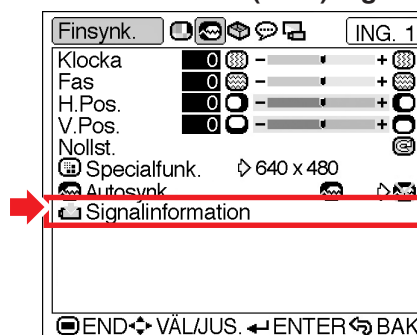 Finsynk. ING. 1
Klocka 0 - +
Fas 0 - +
H.Pos. 0 - +
V.Pos. 0 - +
Nollst.
Specialfunk. 640 x 480
Autosynk
Signalinformation
END VÄL/JUS. ENTER BAK